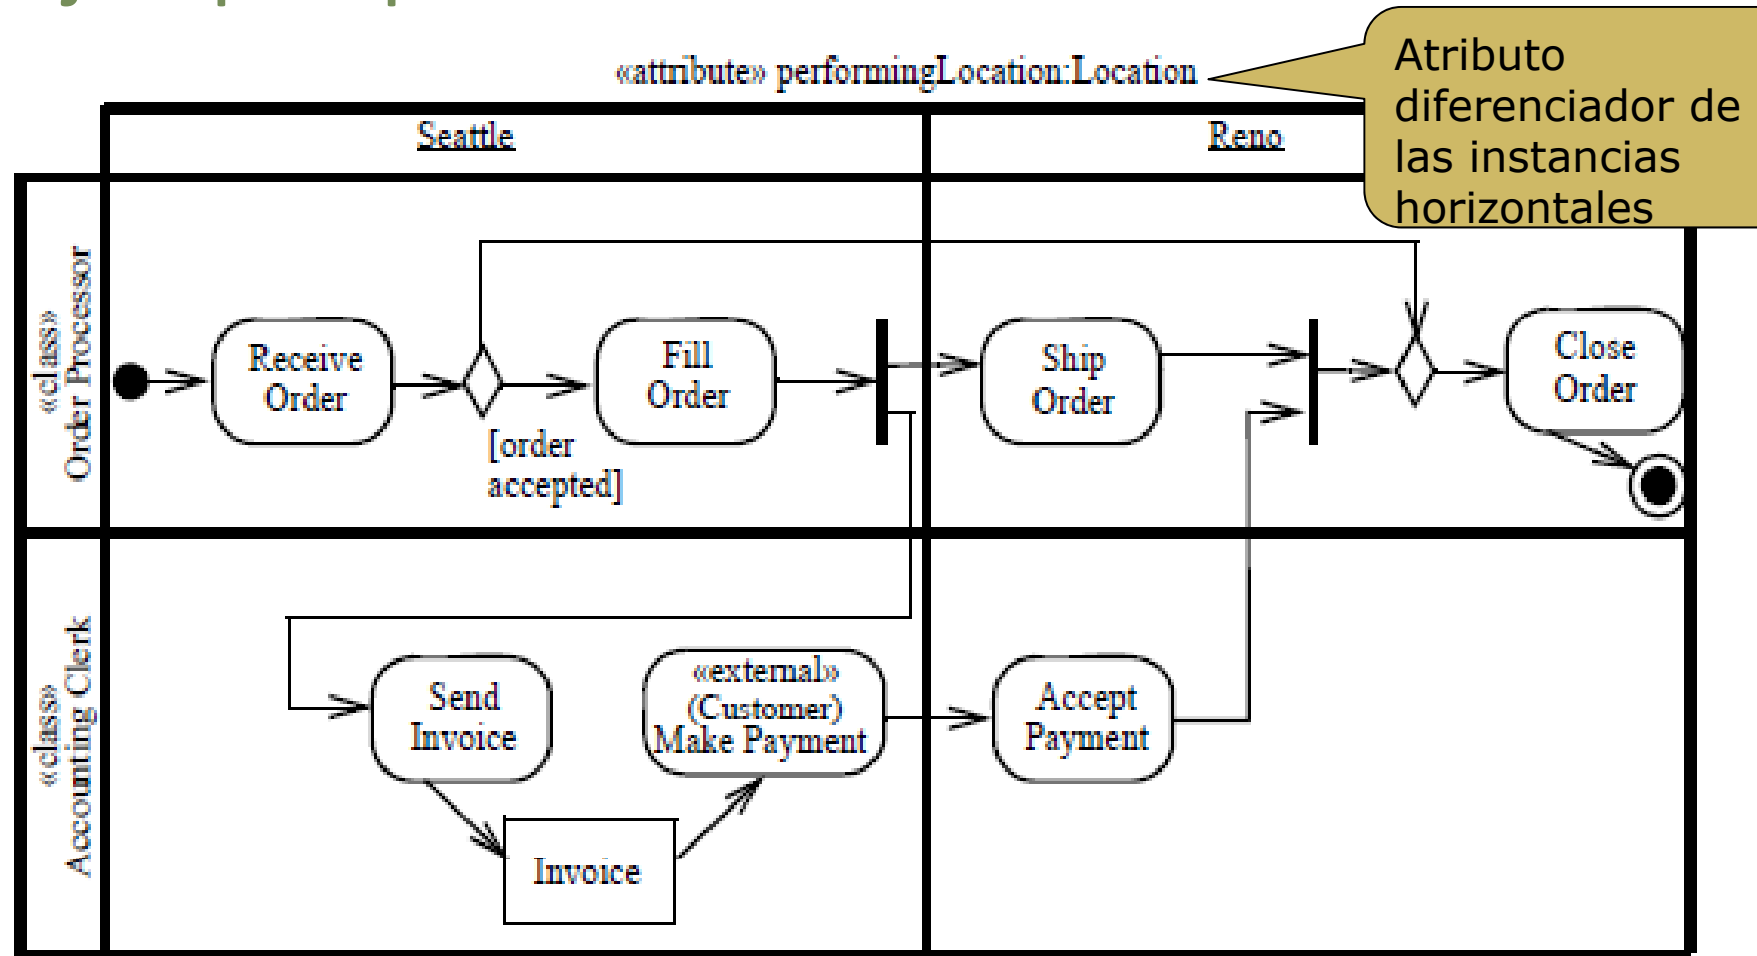 «attribute» performingLocation:Location
Atributo
diferenciador de
las instancias
horizontales
Seattle
Reno
«class»
Order Processor
Receive
Order
[order
accepted]
Fill
Order
Ship
Order
Close
Order
«class»
Accounting Clerk
Send
Invoice
«external»
(Customer)
Make Payment
Accept
Payment
Invoice